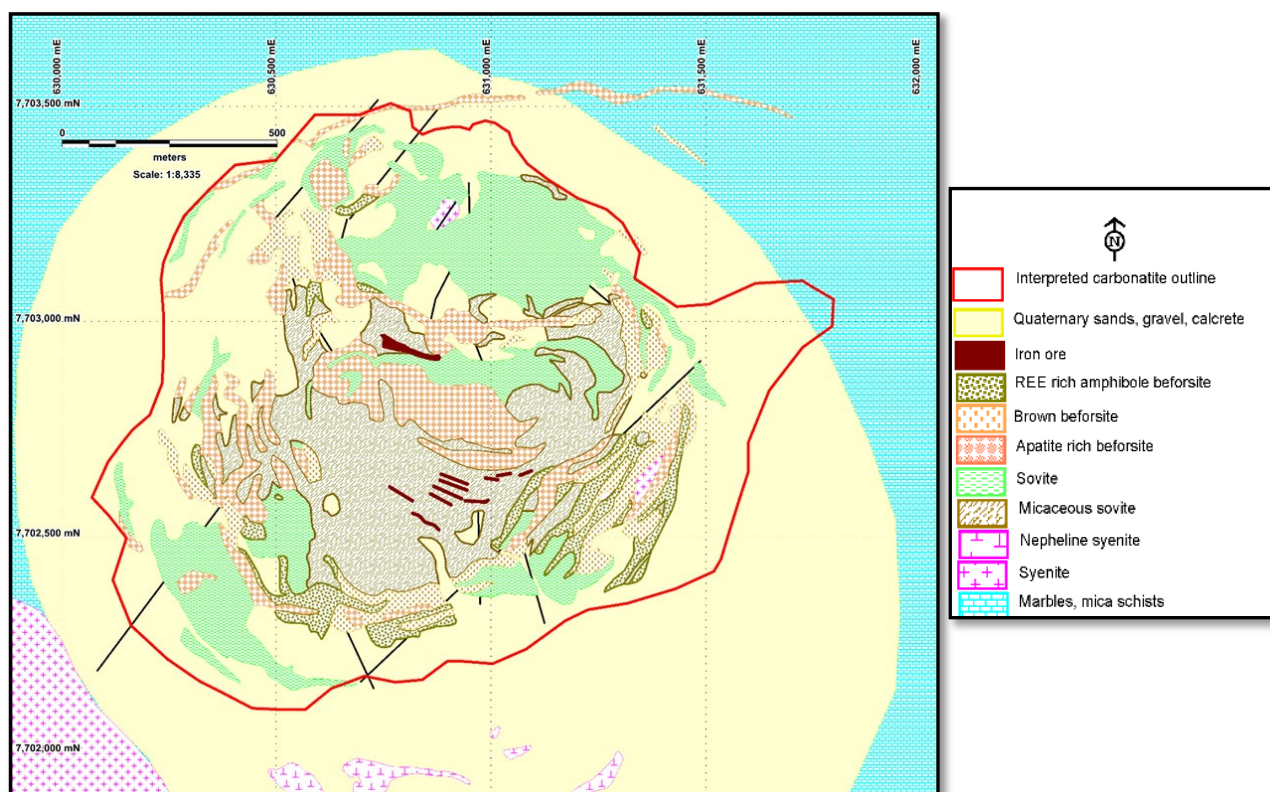 630,000 mE
630,500 mE
631,000 mE
631,500 mE
632,000 mE
7,703,500 mN
0 500
meters
Scale: 1:8,335
7,703,000 mN
7,702,500 mN
7,702,000 mN
N
Interpreted carbonatite outline
Quaternary sands, gravel, calcrete
Iron ore
REE rich amphibole beforsite
Brown beforsite
Apatite rich beforsite
Sovite
Micaceous sovite
Nepheline syenite
Syenite
Marbles, mica schists